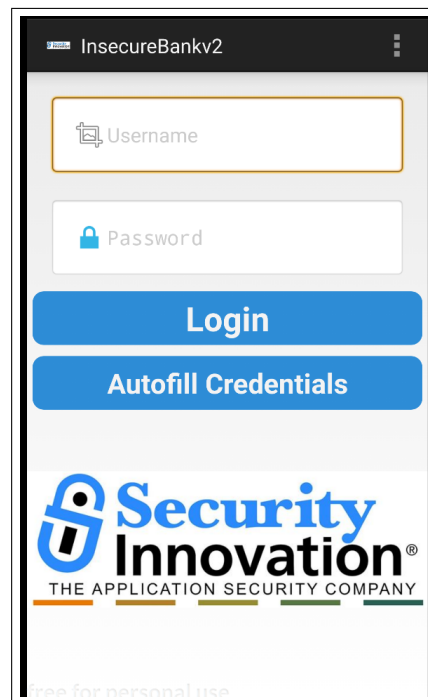 InsecureBankv2
Username
Password
Login
Autofill Credentials
Security
Innovation®
THE APPLICATION SECURITY COMPANY
free for personal use